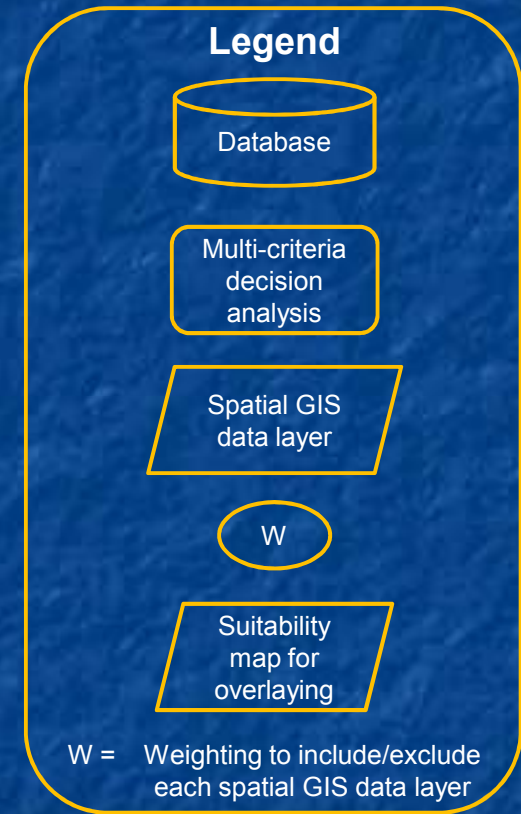 Legend
Database
Multi-criteria
decision
analysis
Spatial GIS
data layer
W
Suitability
map for
overlaying
W = Weighting to include/exclude
each spatial GIS data layer